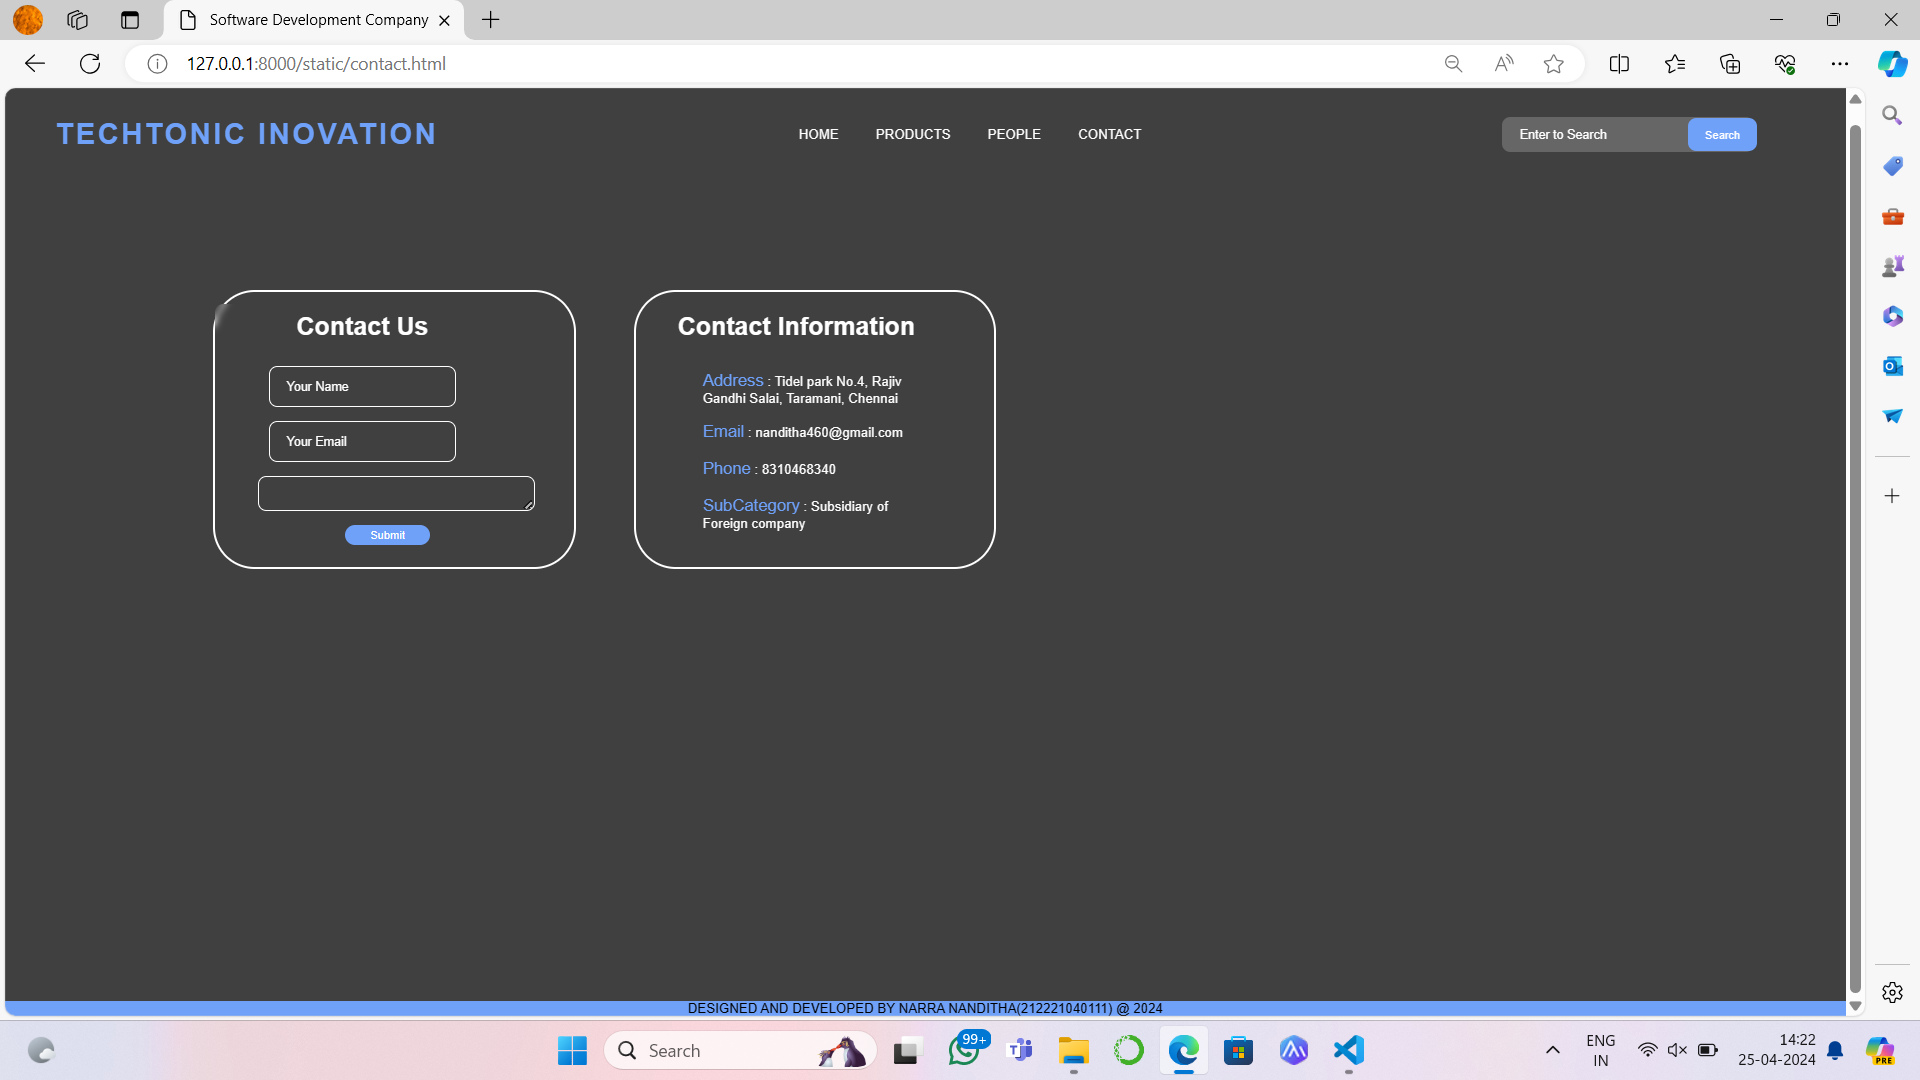 Software Development Company
127.0.0.1:8000/static/contact.html
TECHTONIC INOVATION
HOME PRODUCTS PEOPLE CONTACT
Enter to Search Search
Contact Us
Your Name
Your Email
Submit
Contact Information
Address : Tidel park No.4, Rajiv
Gandhi Salai, Taramani, Chennai
Email : nanditha460@gmail.com
Phone : 8310468340
SubCategory : Subsidiary of
Foreign company
DESIGNED AND DEVELOPED BY NARRA NANDITHA(212221040111) @ 2024
Search
99+
ENG
IN
14:22
25-04-2024
PRE